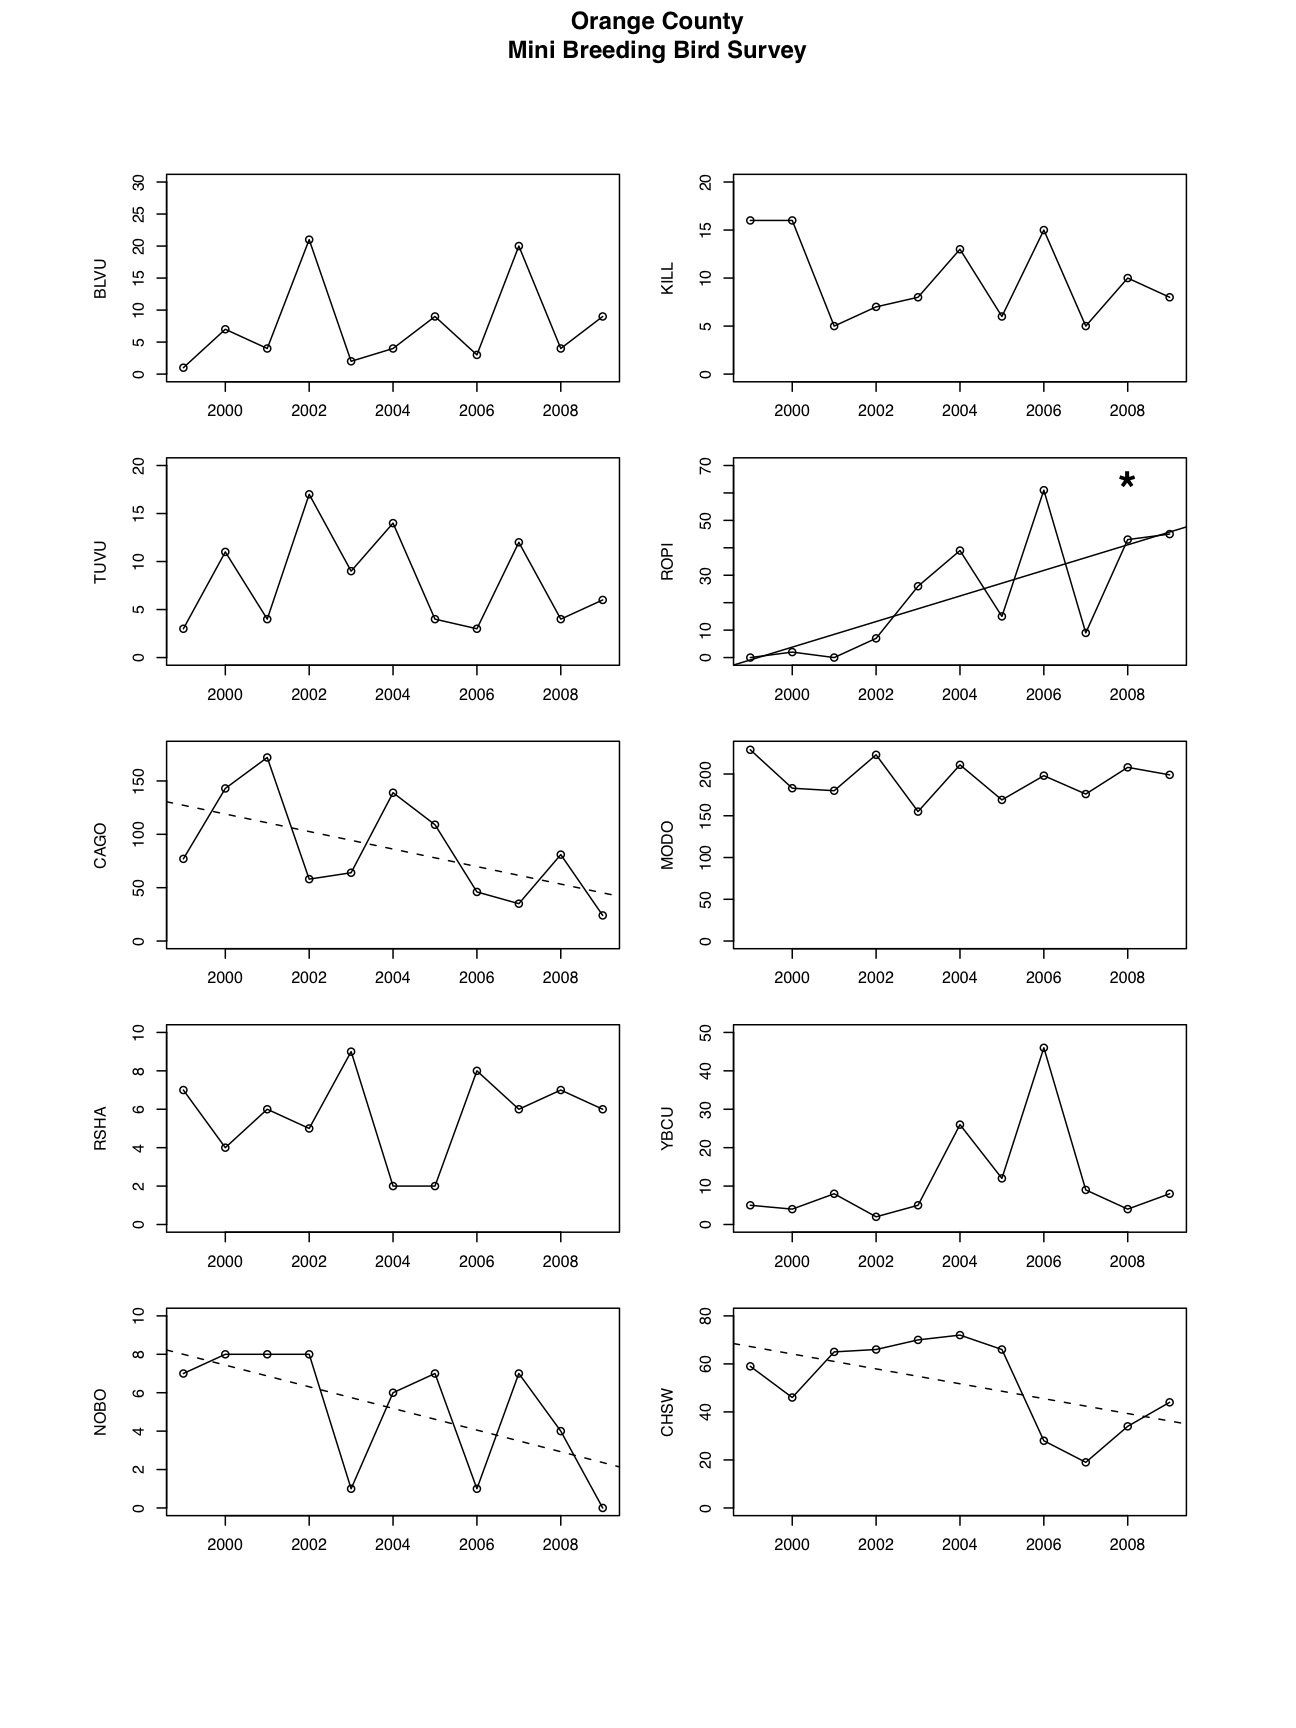 Orange County
Mini Breeding Bird Survey
BLVU
0 5 10 15 20 25 30
2000 2002 2004 2006 2008
KILL
0 5 10 15 20
2000 2002 2004 2006 2008
TUVU
0 5 10 15 20
2000 2002 2004 2006 2008
ROPI
0 10 30 50 70
*
2000 2002 2004 2006 2008
CAGO
0 50 100 150
2000 2002 2004 2006 2008
MODO
0 50 100 150 200
2000 2002 2004 2006 2008
RSHA
0 2 4 6 8 10
2000 2002 2004 2006 2008
YBCU
0 10 20 30 40 50
2000 2002 2004 2006 2008
NOBO
0 2 4 6 8 10
2000 2002 2004 2006 2008
CHSW
0 20 40 60 80
2000 2002 2004 2006 2008